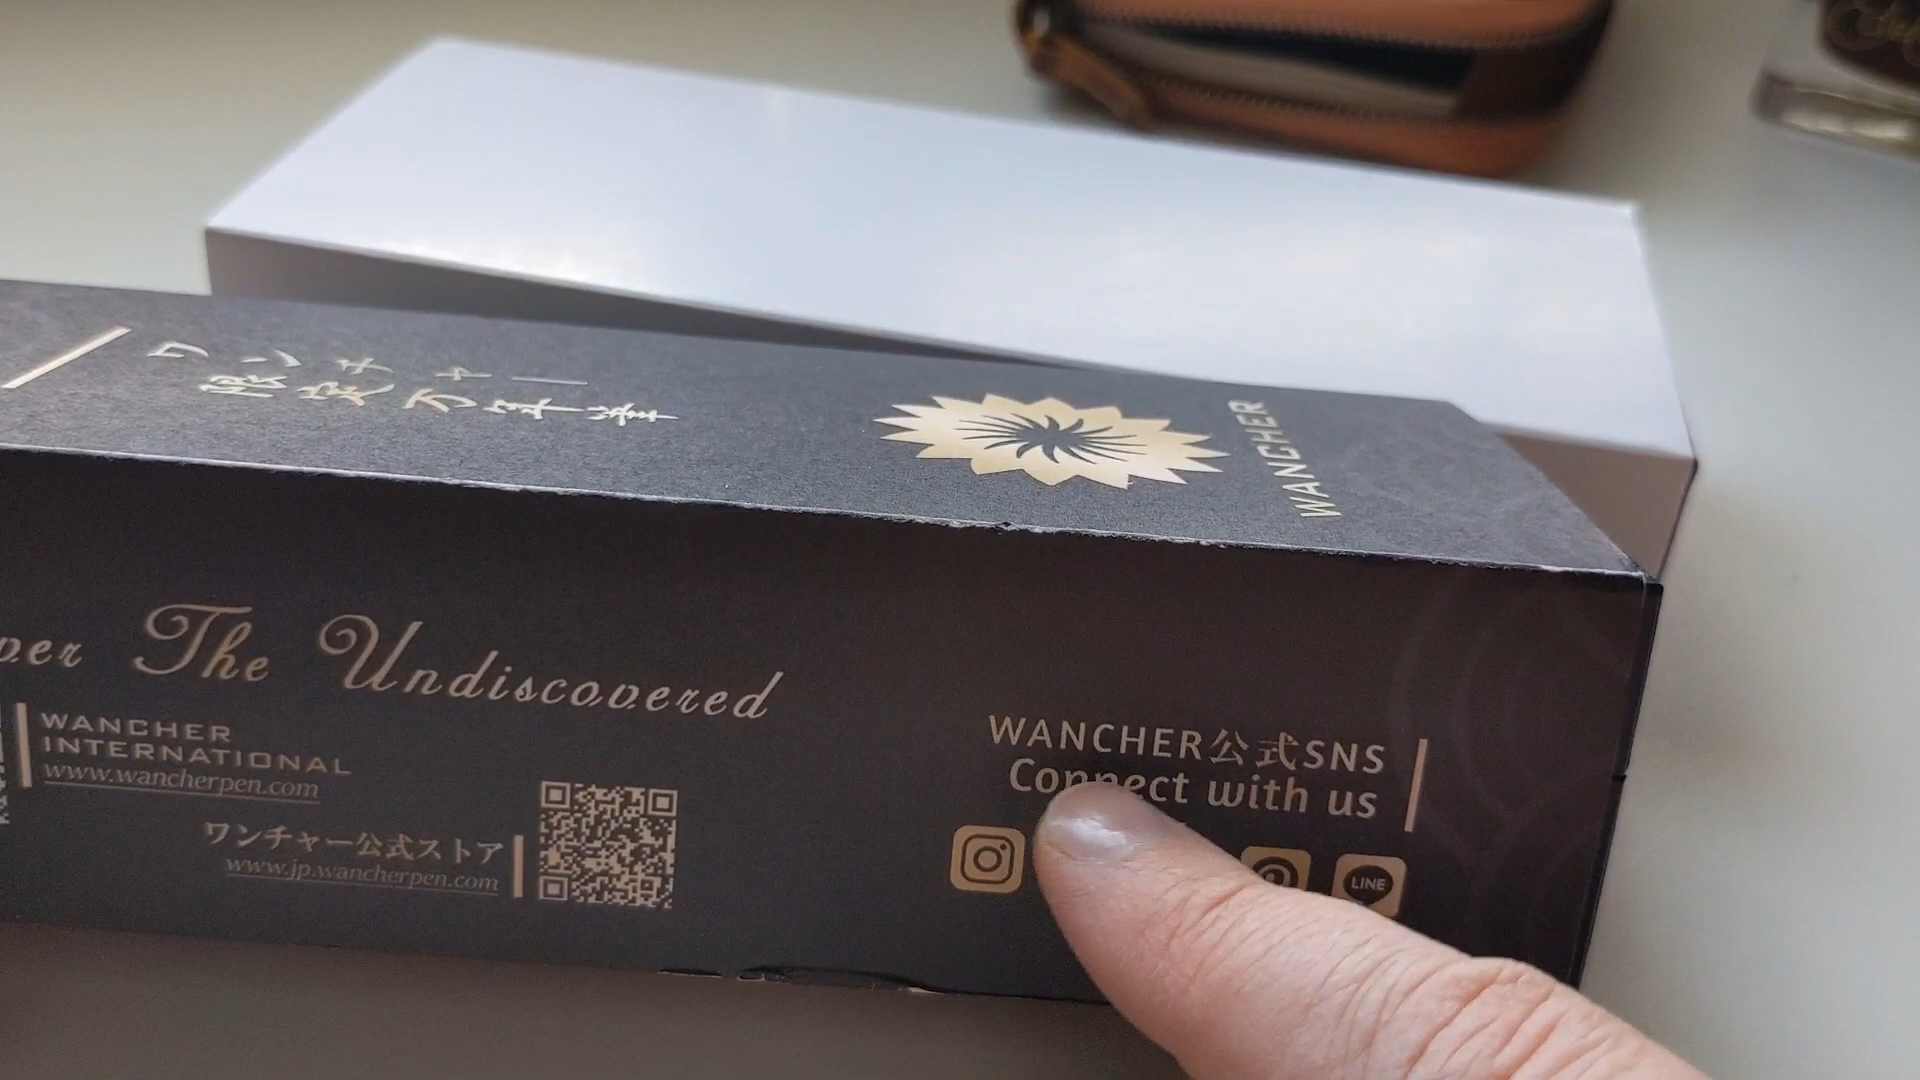 ワンチャー
限定万年筆
WANCHER
The Undiscovered
WANCHER
INTERNATIONAL
www.wancherpen.com
ワンチャー公式ストア
www.jp.wancherpen.com
WANCHER公式SNS
Connect with us
LINE